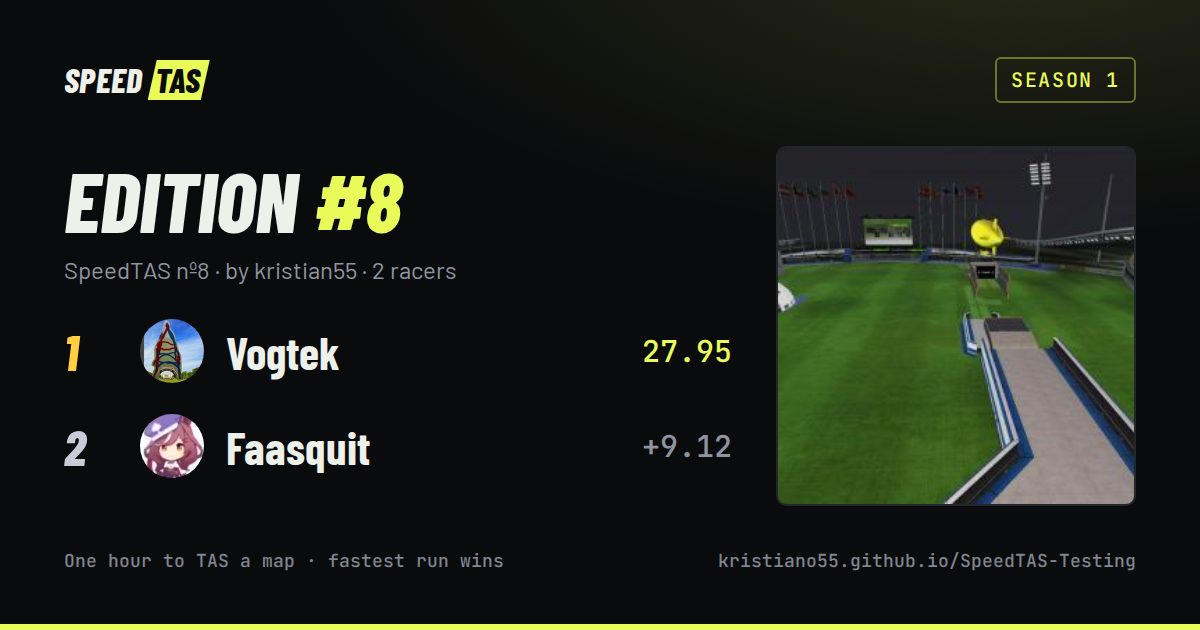 SPEED TAS
SEASON 1
EDITION #8
SpeedTAS nº8 · by kristian55 · 2 racers
1 Vogtek 27.95
2 Faasquit +9.12
One hour to TAS a map · fastest run wins
kristiano55.github.io/SpeedTAS-Testing